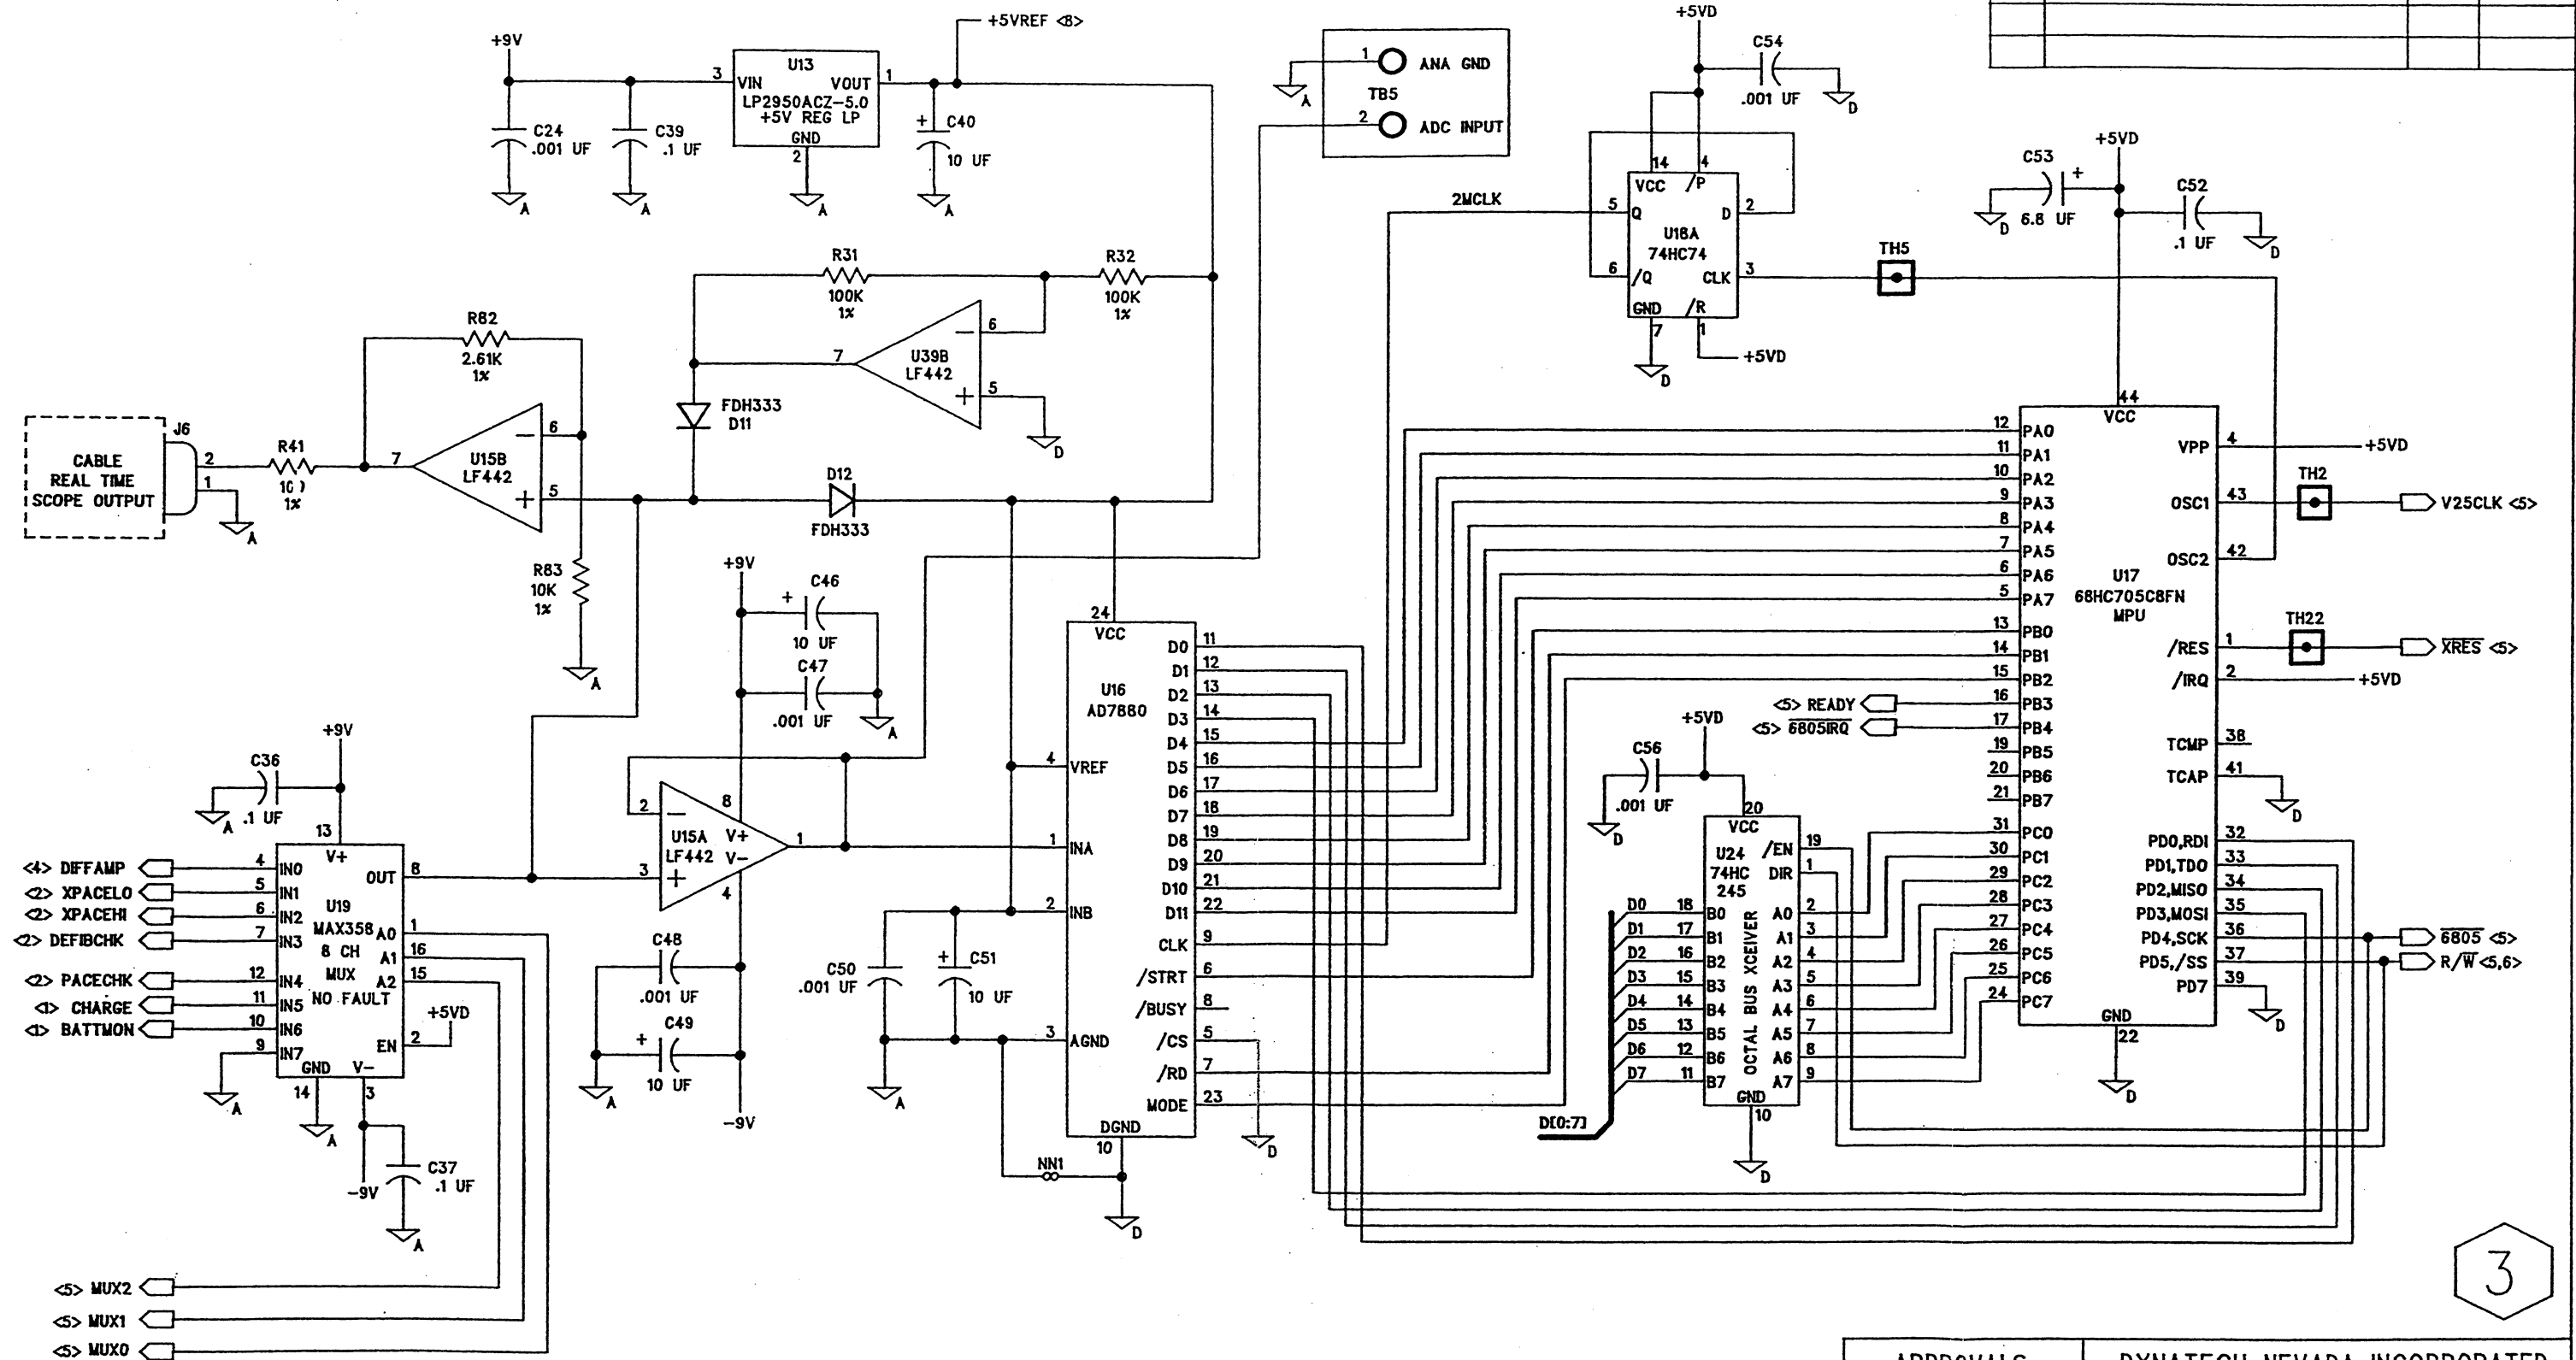 +5VREF <8>
+9V
3 VIN
U13
VOUT 1
LP2950ACZ-5.0
+5V REG LP
GND
2
C24
.001 UF
C39
.1 UF
+ C40
10 UF
A
A
A
A
1 ANA GND
A
TB5
2 ADC INPUT
+5VD
C54
.001 UF
D
14 4
VCC /P
2MCLK
5 Q
D 2
U18A
74HC74
6 /Q
CLK 3
GND /R
7 1
+5VD
D
TH5
+5VD
C53
+
6.8 UF
D
C52
.1 UF
D
R31
100K
1%
R32
100K
1%
6
7
U39B
LF442
5
D
FDH333
D11
D12
FDH333
R82
2.61K
1%
J6
CABLE
REAL TIME
SCOPE OUTPUT
2
1
A
R41
1%
7
U15B
LF442
6
5
R83
10K
1%
A
+9V
+ C46
10 UF
C47
.001 UF
A
2
8
U15A
LF442
V+
V-
1
3
4
C48
.001 UF
C49
+
10 UF
A
-9V
+9V
C36
.1 UF
A
13
V+
<4> DIFFAMP 4 IN0
<2> XPACELO 5 IN1
<2> XPACEHI 6 IN2
<2> DEFIBCHK 7 IN3
<2> PACECHK 12 IN4
<1> CHARGE 11 IN5
<1> BATTMON 10 IN6
9 IN7
A
OUT 8
U19
MAX358
8 CH
MUX
NO FAULT
A0 1
A1 16
A2 15
+5VD
EN 2
GND V-
14 3
A
-9V
C37
.1 UF
A
<5> MUX2
<5> MUX1
<5> MUX0
24
VCC
U16
AD7880
4 VREF
1 INA
2 INB
3 AGND
C50
.001 UF
+ C51
10 UF
A
D0 11
D1 12
D2 13
D3 14
D4 15
D5 16
D6 17
D7 18
D8 19
D9 20
D10 21
D11 22
CLK 9
/STRT 6
/BUSY 8
/CS 5
/RD 7
MODE 23
DGND
10
NN1
D
D
44
VCC
12 PA0
11 PA1
10 PA2
9 PA3
8 PA4
7 PA5
6 PA6
5 PA7
13 PB0
14 PB1
15 PB2
<5> READY 16 PB3
<5> 6805IRQ 17 PB4
19 PB5
20 PB6
21 PB7
31 PC0
30 PC1
29 PC2
28 PC3
27 PC4
26 PC5
25 PC6
24 PC7
U17
68HC705C8FN
MPU
VPP 4 +5VD
OSC1 43 TH2 V25CLK <5>
OSC2 42
/RES 1 TH22 XRES <5>
/IRQ 2 +5VD
TCMP 38
TCAP 41
D
PD0,RDI 32
PD1,TDO 33
PD2,MISO 34
PD3,MOSI 35
PD4,SCK 36 6805 <5>
PD5,/SS 37 R/W <5,6>
PD7 39
D
GND
22
D
+5VD
C56
.001 UF
D
20
VCC
U24
74HC
245
OCTAL BUS XCEIVER
/EN 19
DIR 1
D0 18 B0 A0 2
D1 17 B1 A1 3
D2 16 B2 A2 4
D3 15 B3 A3 5
D4 14 B4 A4 6
D5 13 B5 A5 7
D6 12 B6 A6 8
D7 11 B7 A7 9
GND
10
D
D[0:7]
3
APPROVALS
DYNATECH NEVADA INCORPORATED